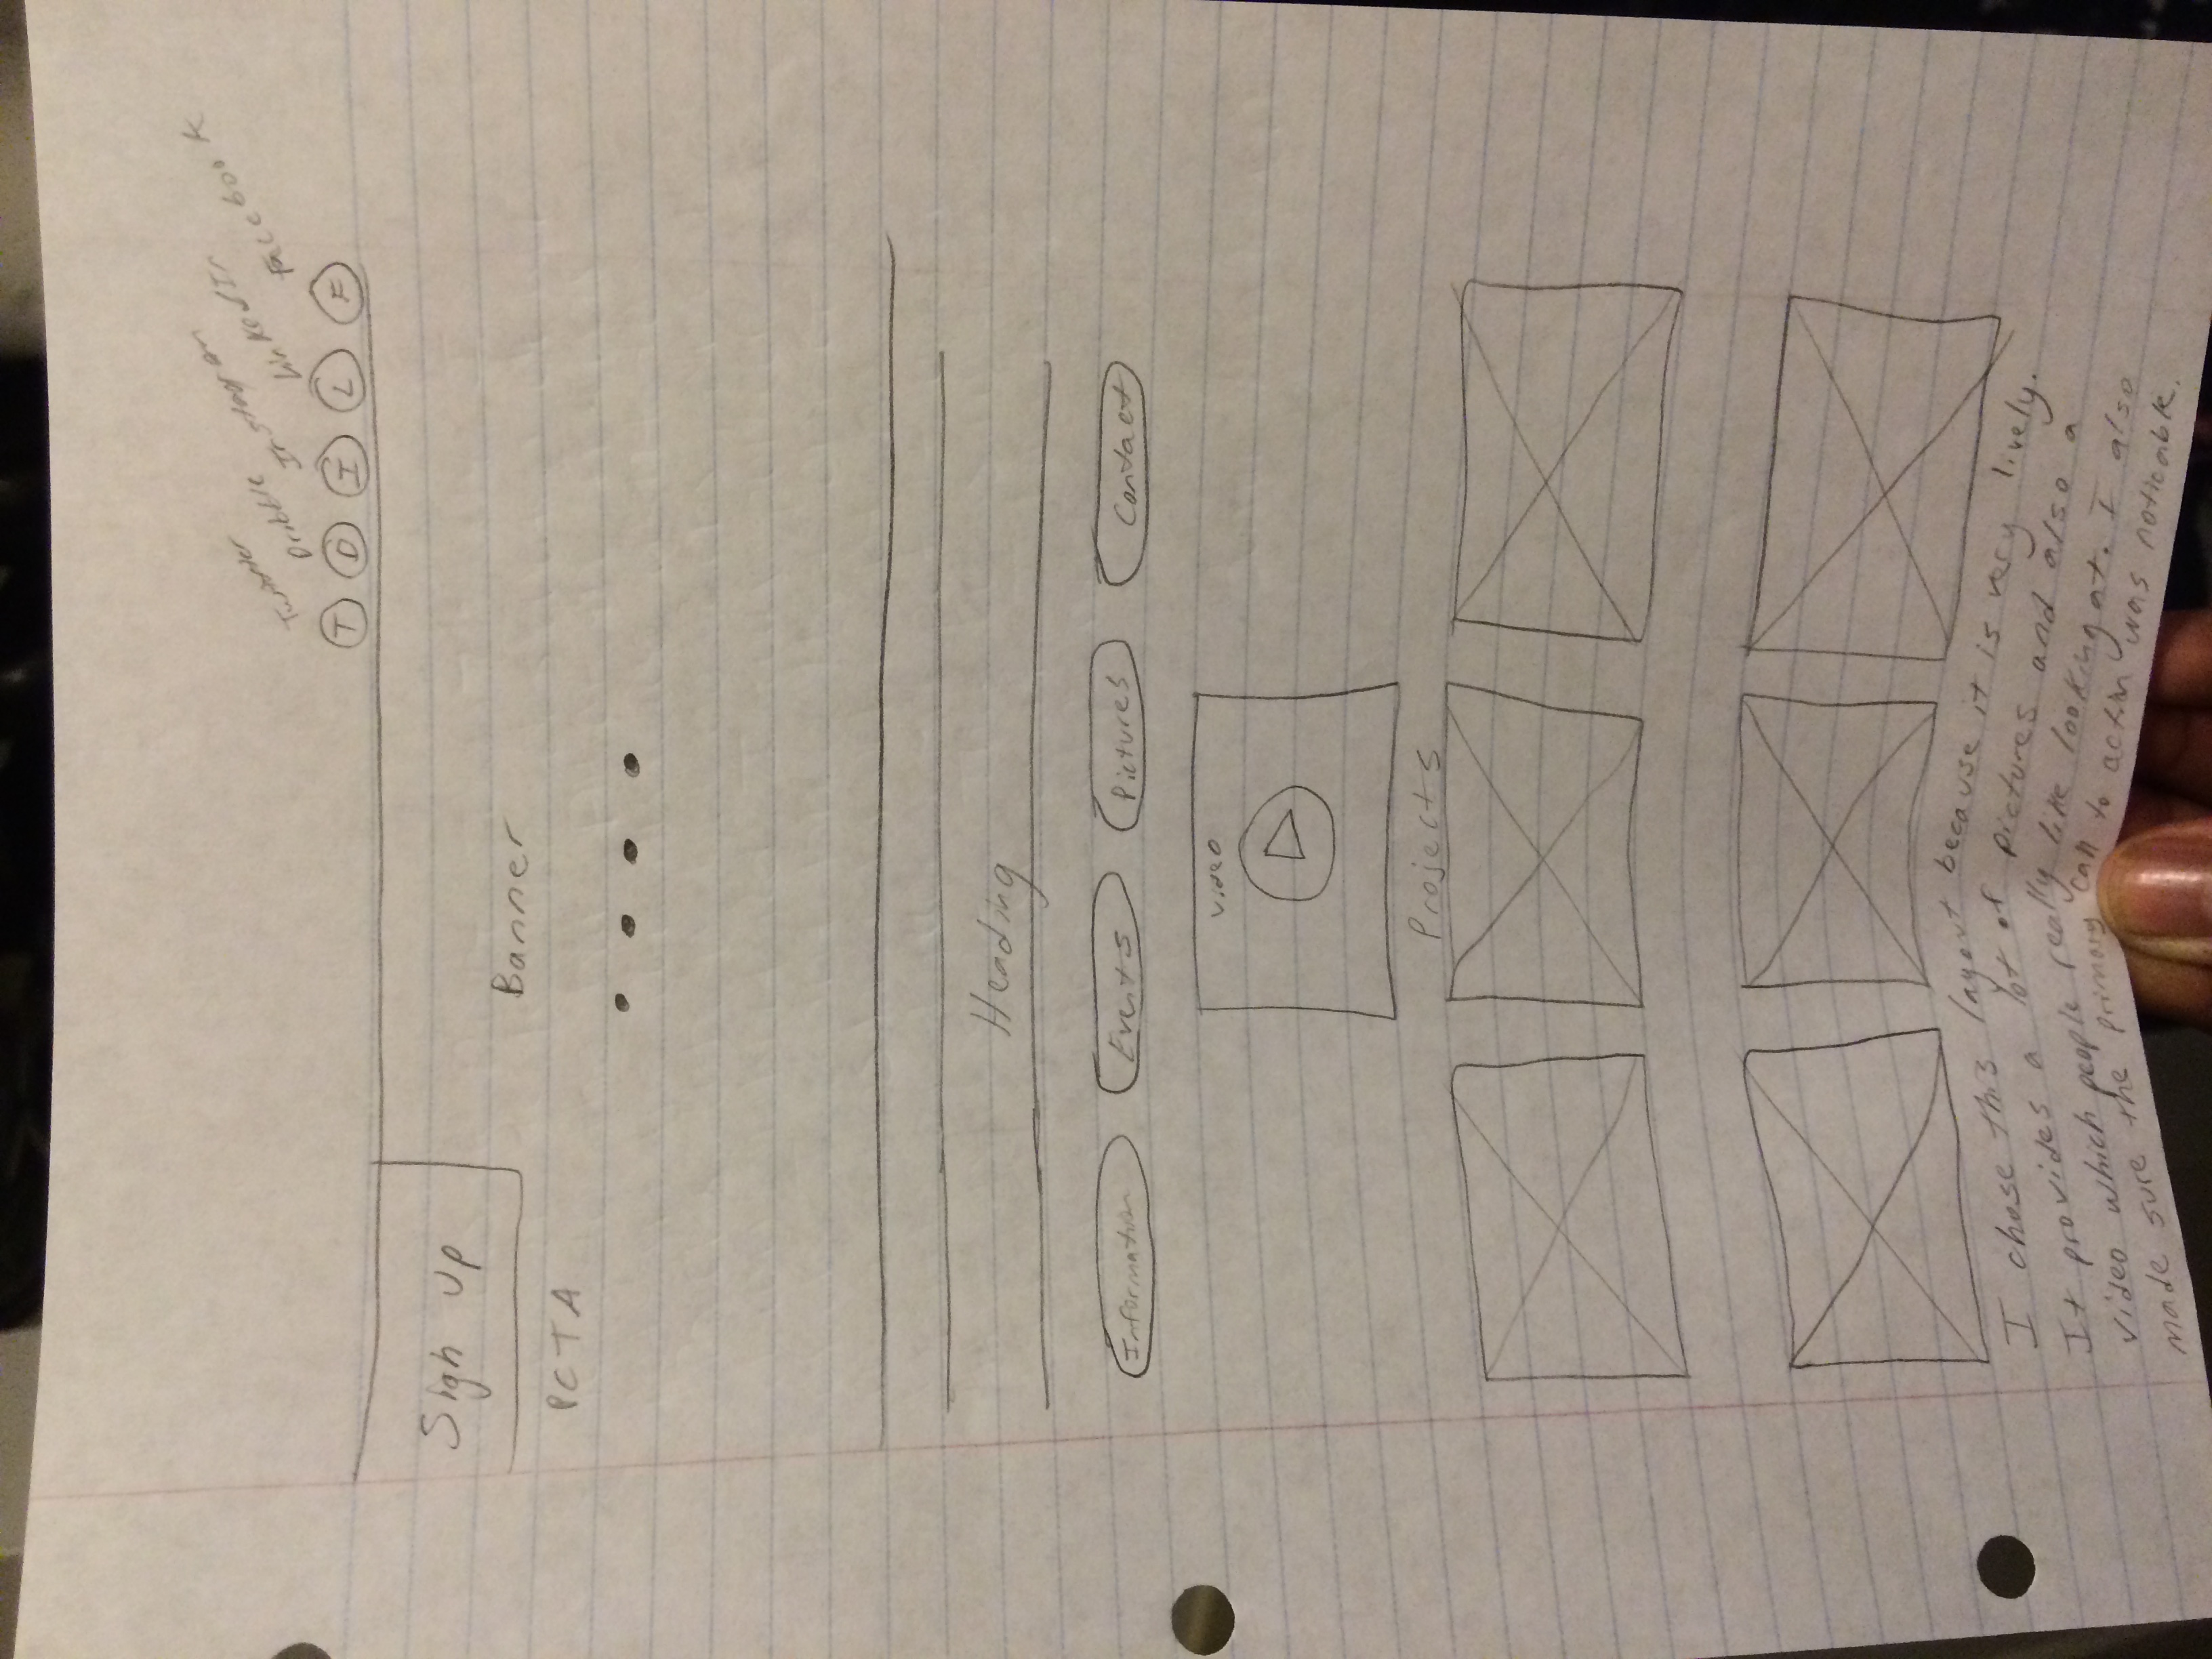 Twitter Dribble Instagram LinkedIn Facebook
T D I L F
Sign up
Banner
PCTA
Heading
Information Events Pictures Contact
Video
Projects
I chose this layout because it is very lively.
It provides a lot of pictures and also a
video which people really like looking at. I also
made sure the primary call to action was noticable.